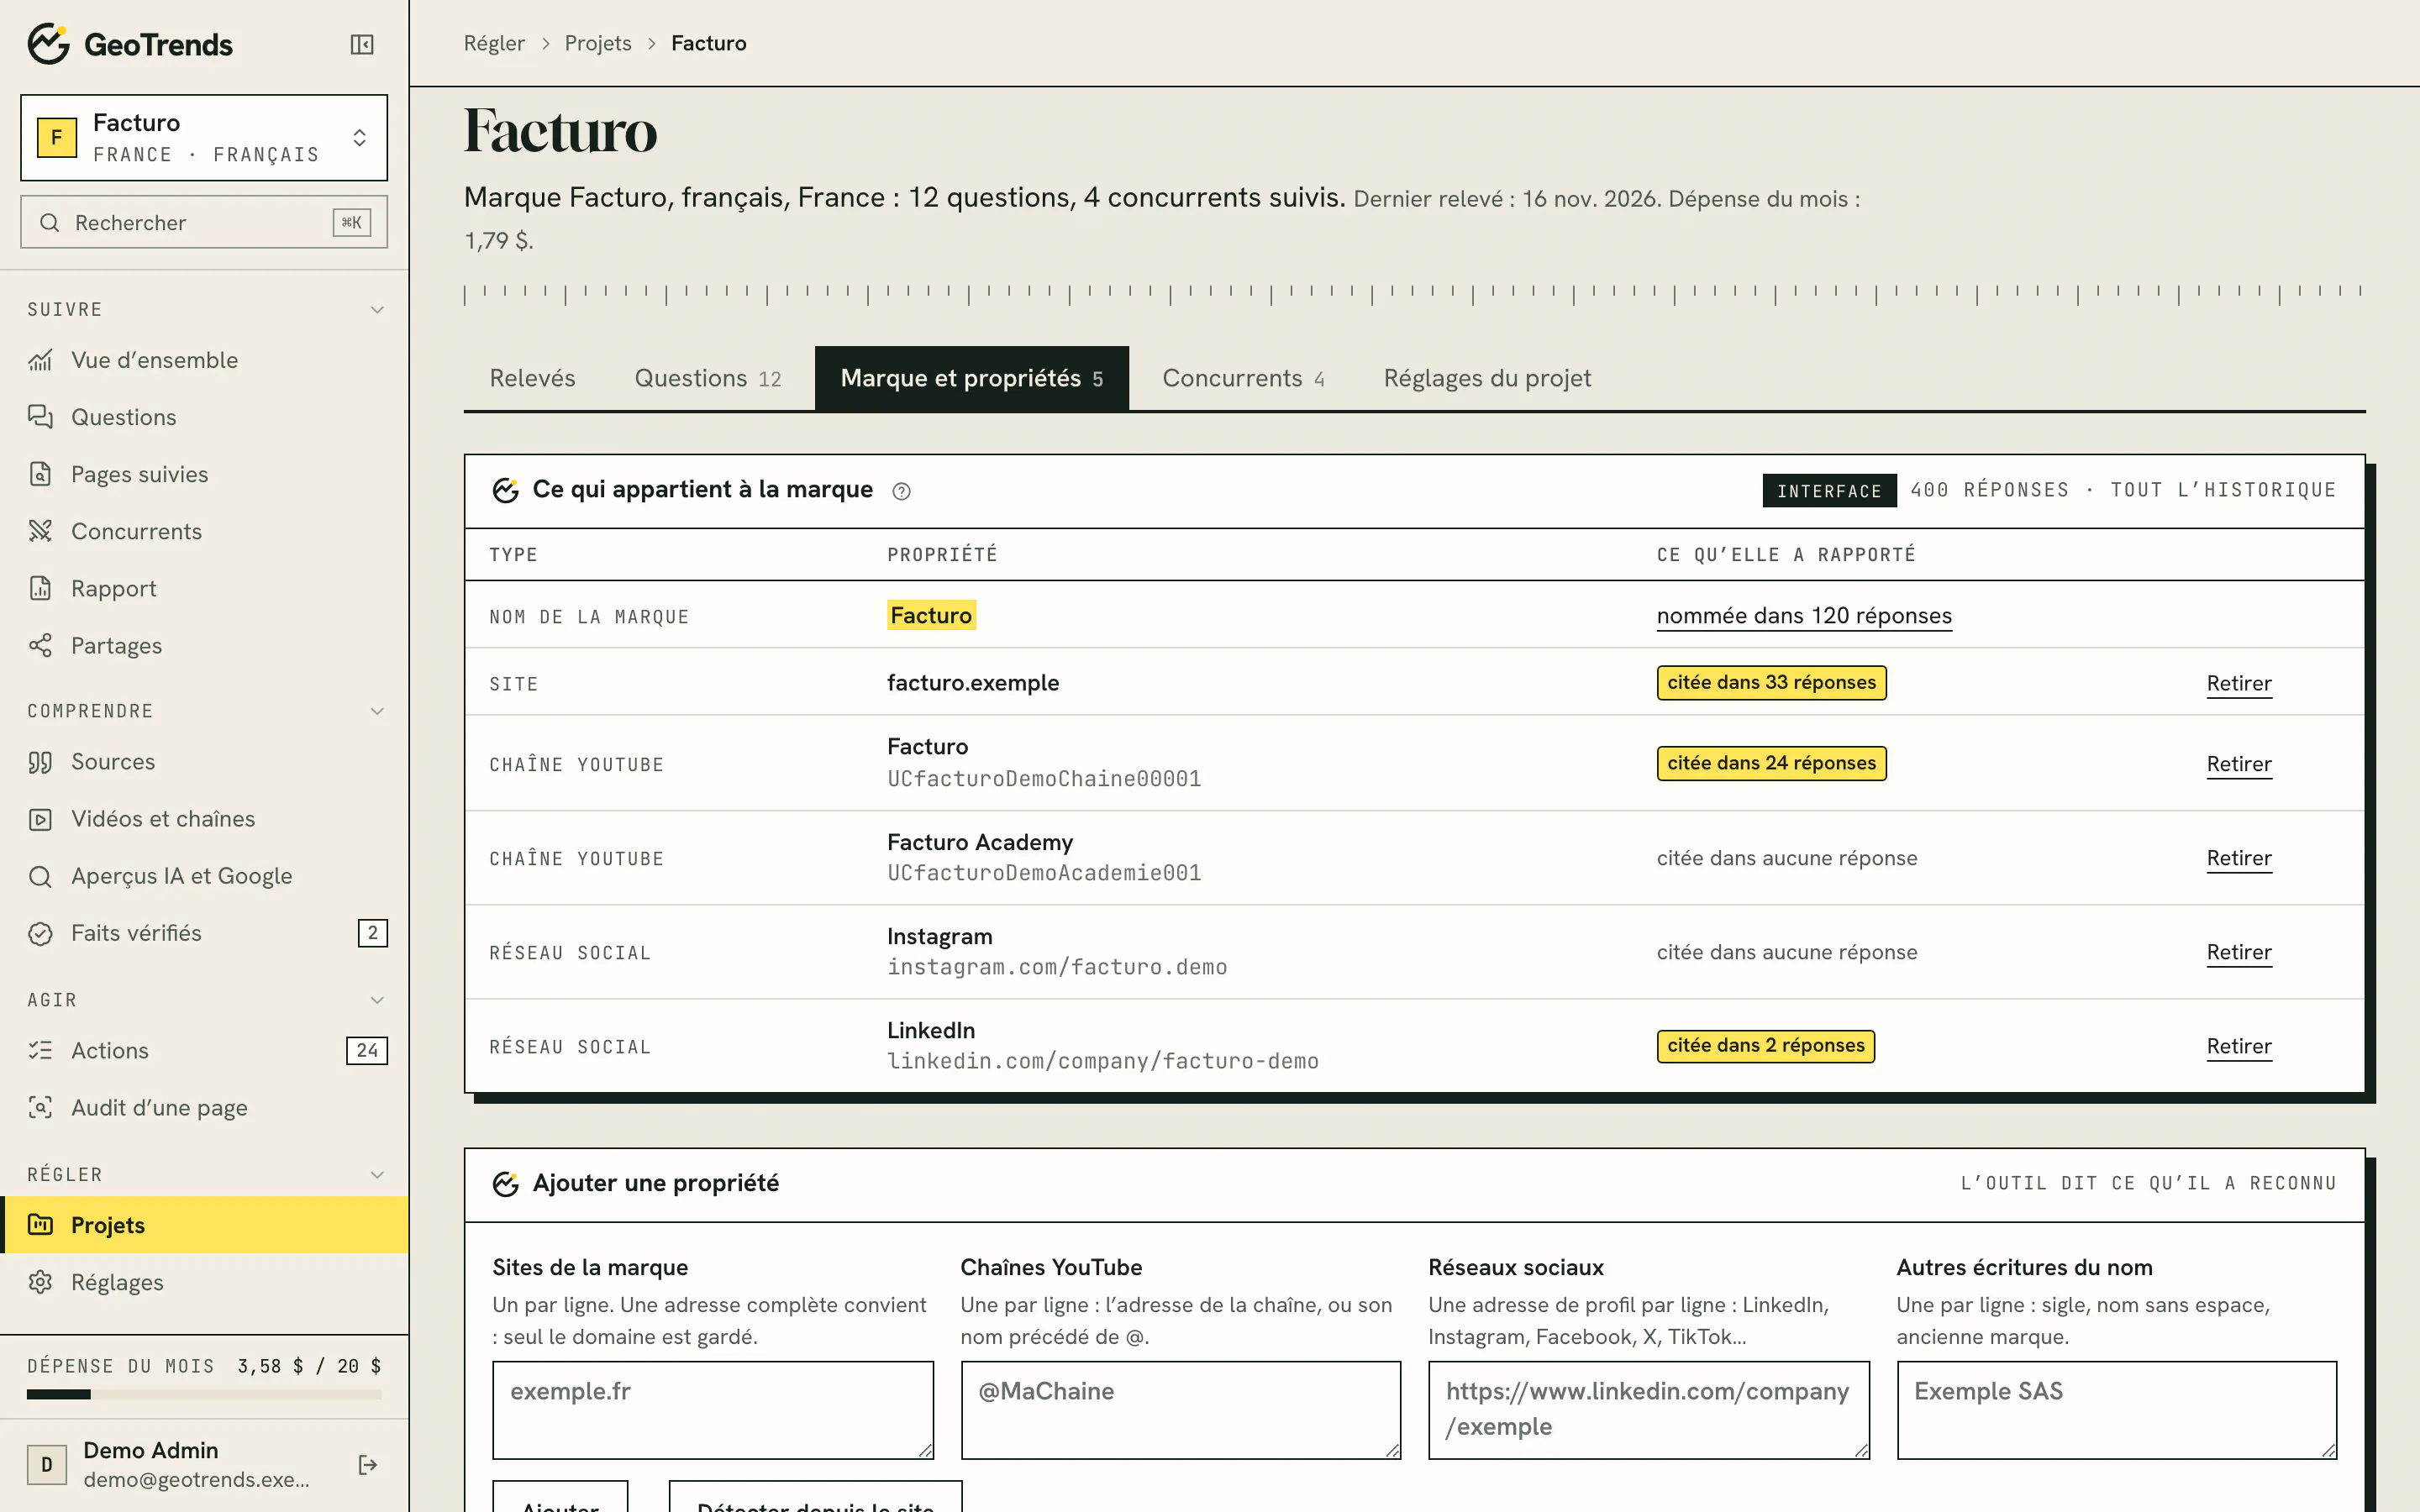 GeoTrends
F
Facturo
FRANCE · FRANÇAIS
Rechercher
⌘K
SUIVRE
Vue d’ensemble
Questions
Pages suivies
Concurrents
Rapport
Partages
COMPRENDRE
Sources
Vidéos et chaînes
Aperçus IA et Google
Faits vérifiés 2
AGIR
Actions 24
Audit d’une page
RÉGLER
Projets
Réglages
DÉPENSE DU MOIS 3,58 $ / 20 $
D
Demo Admin
demo@geotrends.exe...
Régler > Projets > Facturo
Facturo
Marque Facturo, français, France : 12 questions, 4 concurrents suivis. Dernier relevé : 16 nov. 2026. Dépense du mois :
1,79 $.
Relevés Questions 12 Marque et propriétés 5 Concurrents 4 Réglages du projet
Ce qui appartient à la marque ? INTERFACE 400 RÉPONSES · TOUT L’HISTORIQUE
TYPE PROPRIÉTÉ CE QU’ELLE A RAPPORTÉ
NOM DE LA MARQUE Facturo nommée dans 120 réponses
SITE facturo.exemple citée dans 33 réponses Retirer
CHAÎNE YOUTUBE Facturo citée dans 24 réponses Retirer
UCfacturoDemoChaine00001
CHAÎNE YOUTUBE Facturo Academy citée dans aucune réponse Retirer
UCfacturoDemoAcademie001
RÉSEAU SOCIAL Instagram citée dans aucune réponse Retirer
instagram.com/facturo.demo
RÉSEAU SOCIAL LinkedIn citée dans 2 réponses Retirer
linkedin.com/company/facturo-demo
Ajouter une propriété L’OUTIL DIT CE QU’IL A RECONNU
Sites de la marque
Un par ligne. Une adresse complète convient
: seul le domaine est gardé.
exemple.fr
Chaînes YouTube
Une par ligne : l’adresse de la chaîne, ou son
nom précédé de @.
@MaChaine
Réseaux sociaux
Une adresse de profil par ligne : LinkedIn,
Instagram, Facebook, X, TikTok...
https://www.linkedin.com/company
/exemple
Autres écritures du nom
Une par ligne : sigle, nom sans espace,
ancienne marque.
Exemple SAS
Ajouter Détecter depuis le site